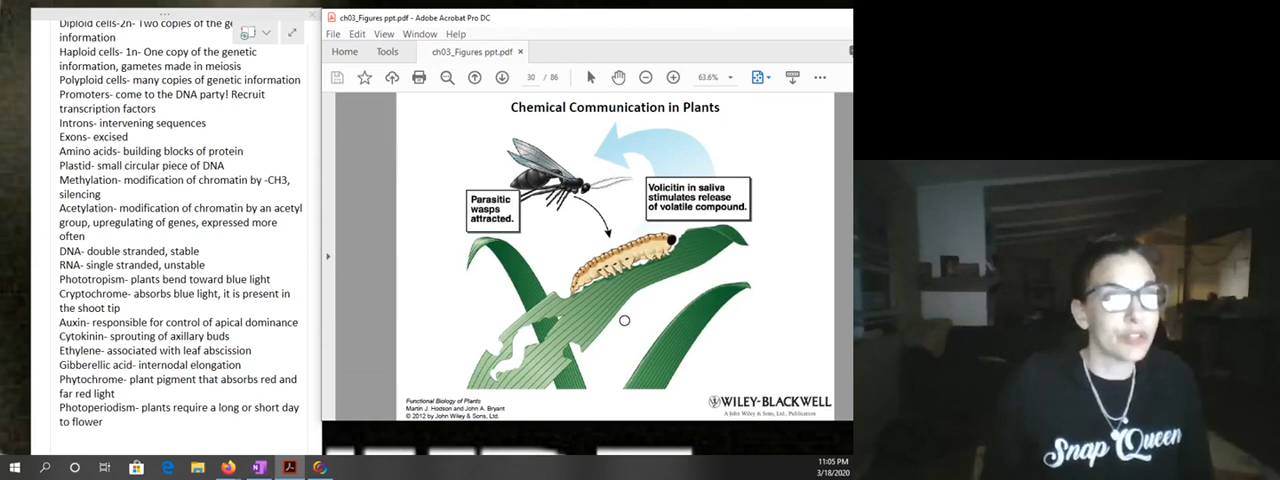 Diploid cells-2n- Two copies of the
information
Haploid cells- 1n- One copy of the genetic
information, gametes made in meiosis
Polyploid cells- many copies of genetic information
Promoters- come to the DNA party! Recruit
transcription factors
Introns- intervening sequences
Exons- excised
Amino acids- building blocks of protein
Plastid- small circular piece of DNA
Methylation- modification of chromatin by -CH3,
silencing
Acetylation- modification of chromatin by an acetyl
group, upregulating of genes, expressed more
often
DNA- double stranded, stable
RNA- single stranded, unstable
Phototropism- plants bend toward blue light
Cryptochrome- absorbs blue light, it is present in
the shoot tip
Auxin- responsible for control of apical dominance
Cytokinin- sprouting of axillary buds
Ethylene- associated with leaf abscission
Gibberellic acid- internodal elongation
Phytochrome- plant pigment that absorbs red and
far red light
Photoperiodism- plants require a long or short day
to flower
ch03_Figures ppt.pdf - Adobe Acrobat Pro DC
File Edit View Window Help
Home Tools ch03_Figures ppt.pdf ×
30 / 86 63.6%
Chemical Communication in Plants
Parasitic
wasps
attracted.
Volicitin in saliva
stimulates release
of volatile compound.
Functional Biology of Plants
Martin J. Hodson and John A. Bryant
© 2012 by John Wiley & Sons, Ltd.
WILEY-BLACKWELL
A John Wiley & Sons, Ltd., Publication
Snap Queen
11:05 PM
3/18/2020